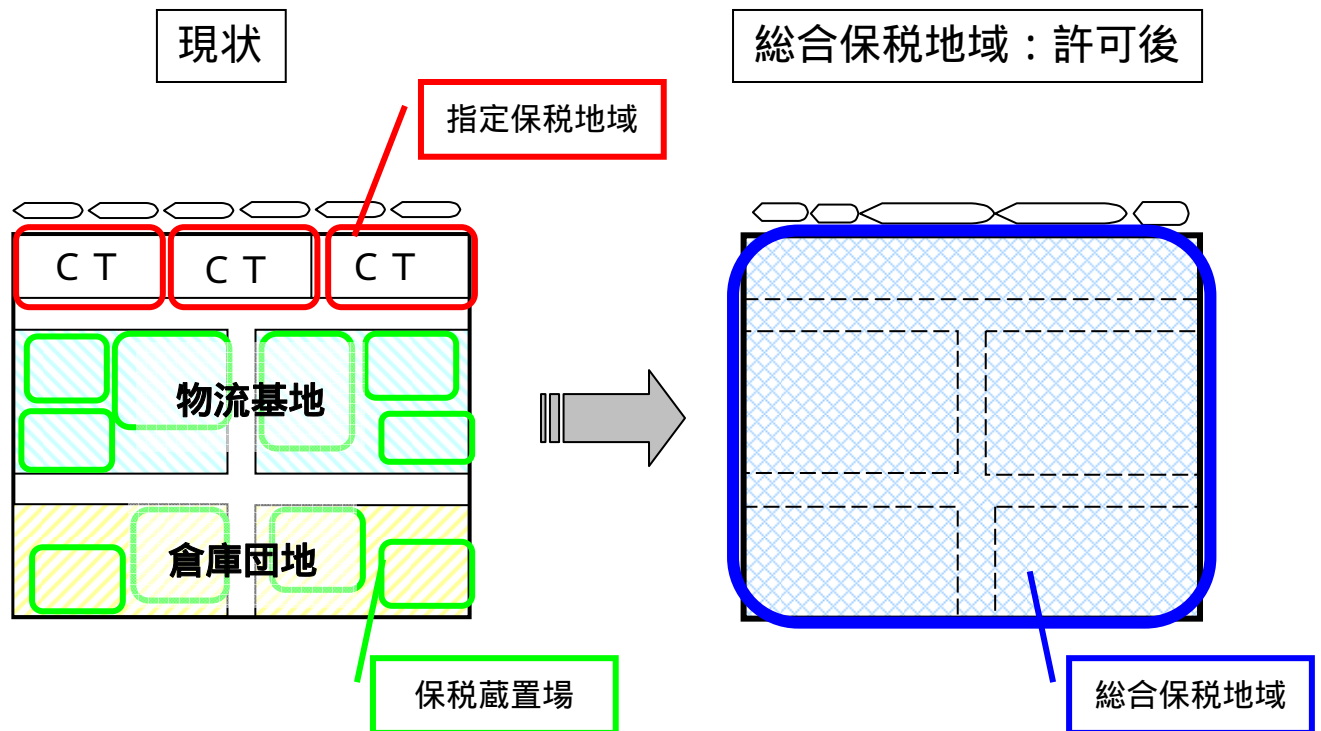 現状
総合保税地域：許可後
指定保税地域
ＣＴ
ＣＴ
ＣＴ
物流基地
倉庫団地
保税蔵置場
総合保税地域